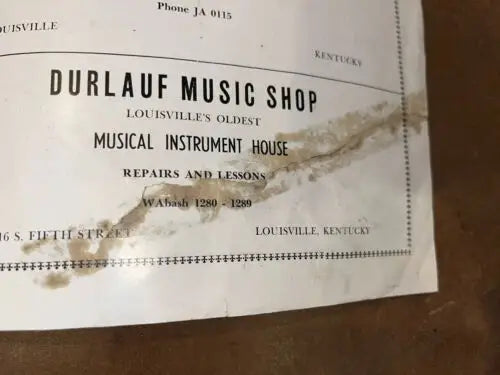 Phone JA 0115
OUISVILLE KENTUCKY
DURLAUF MUSIC SHOP
LOUISVILLE'S OLDEST
MUSICAL INSTRUMENT HOUSE
REPAIRS AND LESSONS
WAbash 1280 - 1289
16 S. FIFTH STREET LOUISVILLE, KENTUCKY